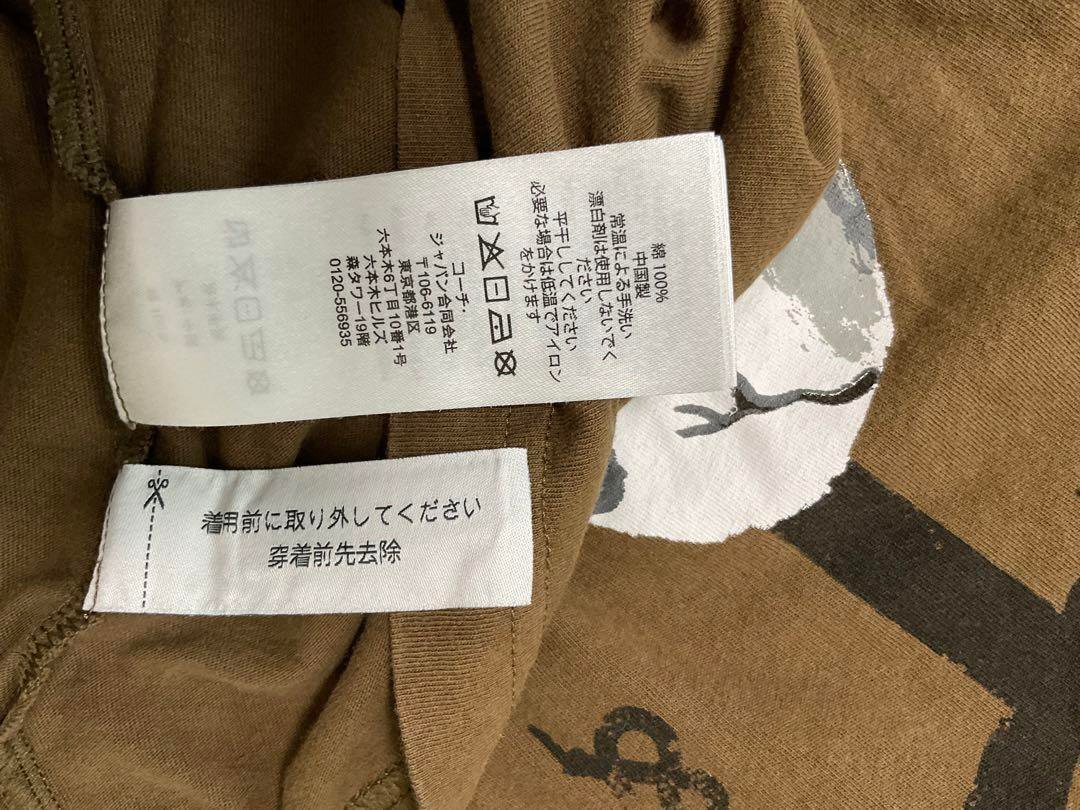 綿 100%
中国製
常温による手洗い
漂白剤は使用しないでく
ださい
平干ししてください
必要な場合は低温でアイロン
をかけます
コーチ・
ジャパン合同会社
〒106-6119
東京都港区
六本木6丁目10番1号
六本木ヒルズ
森タワー19階
0120-556935
着用前に取り外してください
穿着前先去除